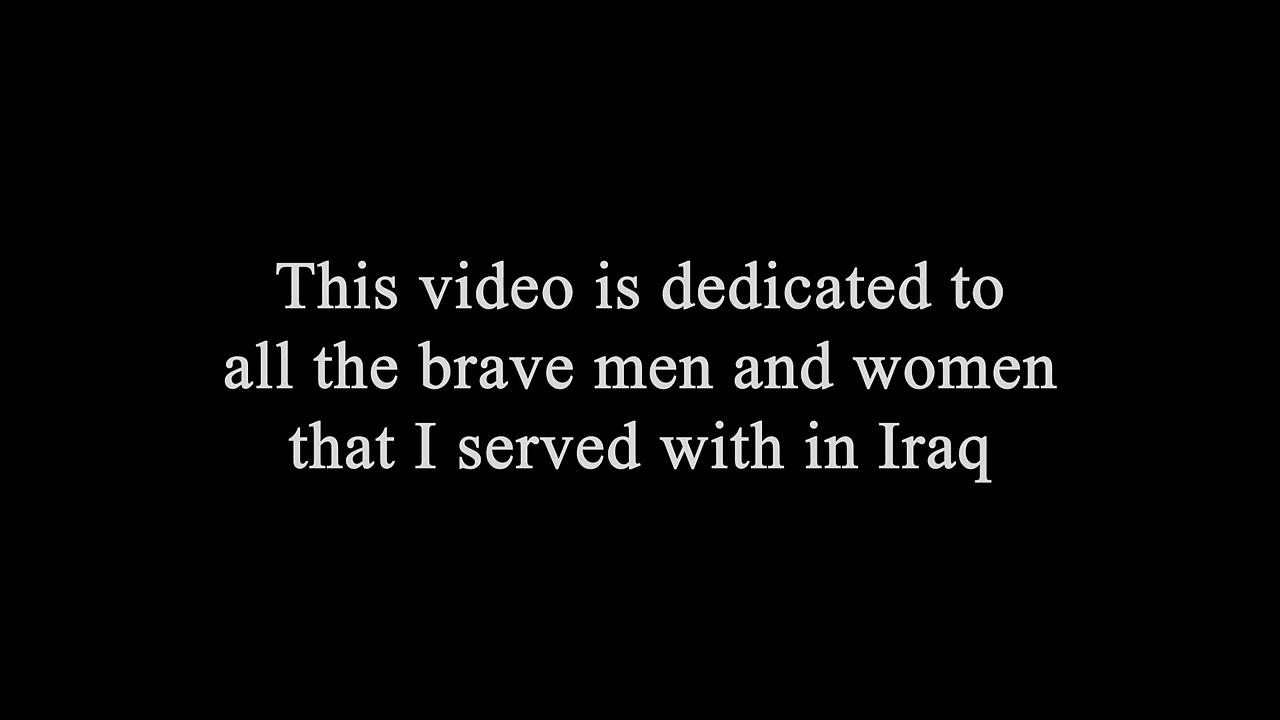 This video is dedicated to
all the brave men and women
that I served with in Iraq